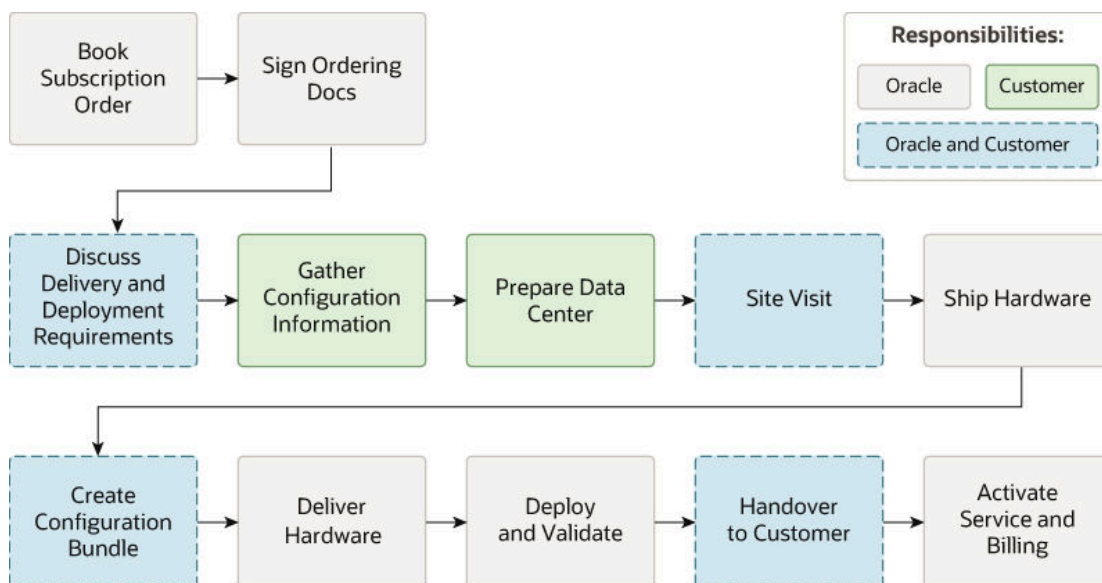 Book
Subscription
Order
Sign Ordering
Docs
Responsibilities:
Oracle
Customer
Oracle and Customer
Discuss
Delivery and
Deployment
Requirements
Gather
Configuration
Information
Prepare Data
Center
Site Visit
Ship Hardware
Create
Configuration
Bundle
Deliver
Hardware
Deploy
and Validate
Handover
to Customer
Activate
Service and
Billing